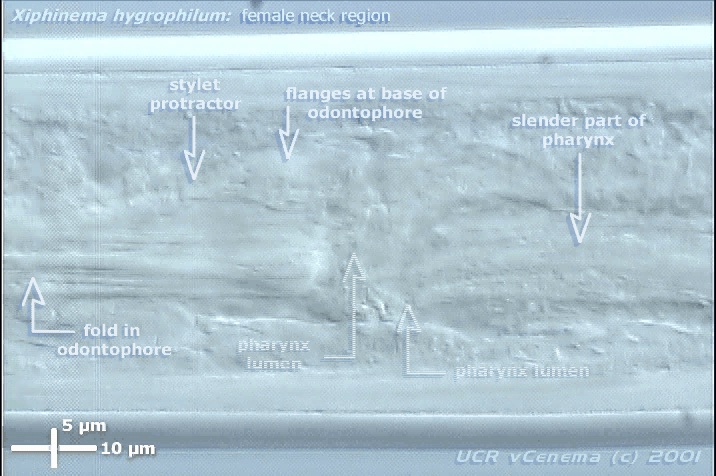 Xiphinema hygrophilum: female neck region
stylet
protractor
flanges at base of
odontophore
slender part of
pharynx
fold in
odontophore
pharynx
lumen
pharynx lumen
5 µm
10 µm
UCR vCenema (c) 2001